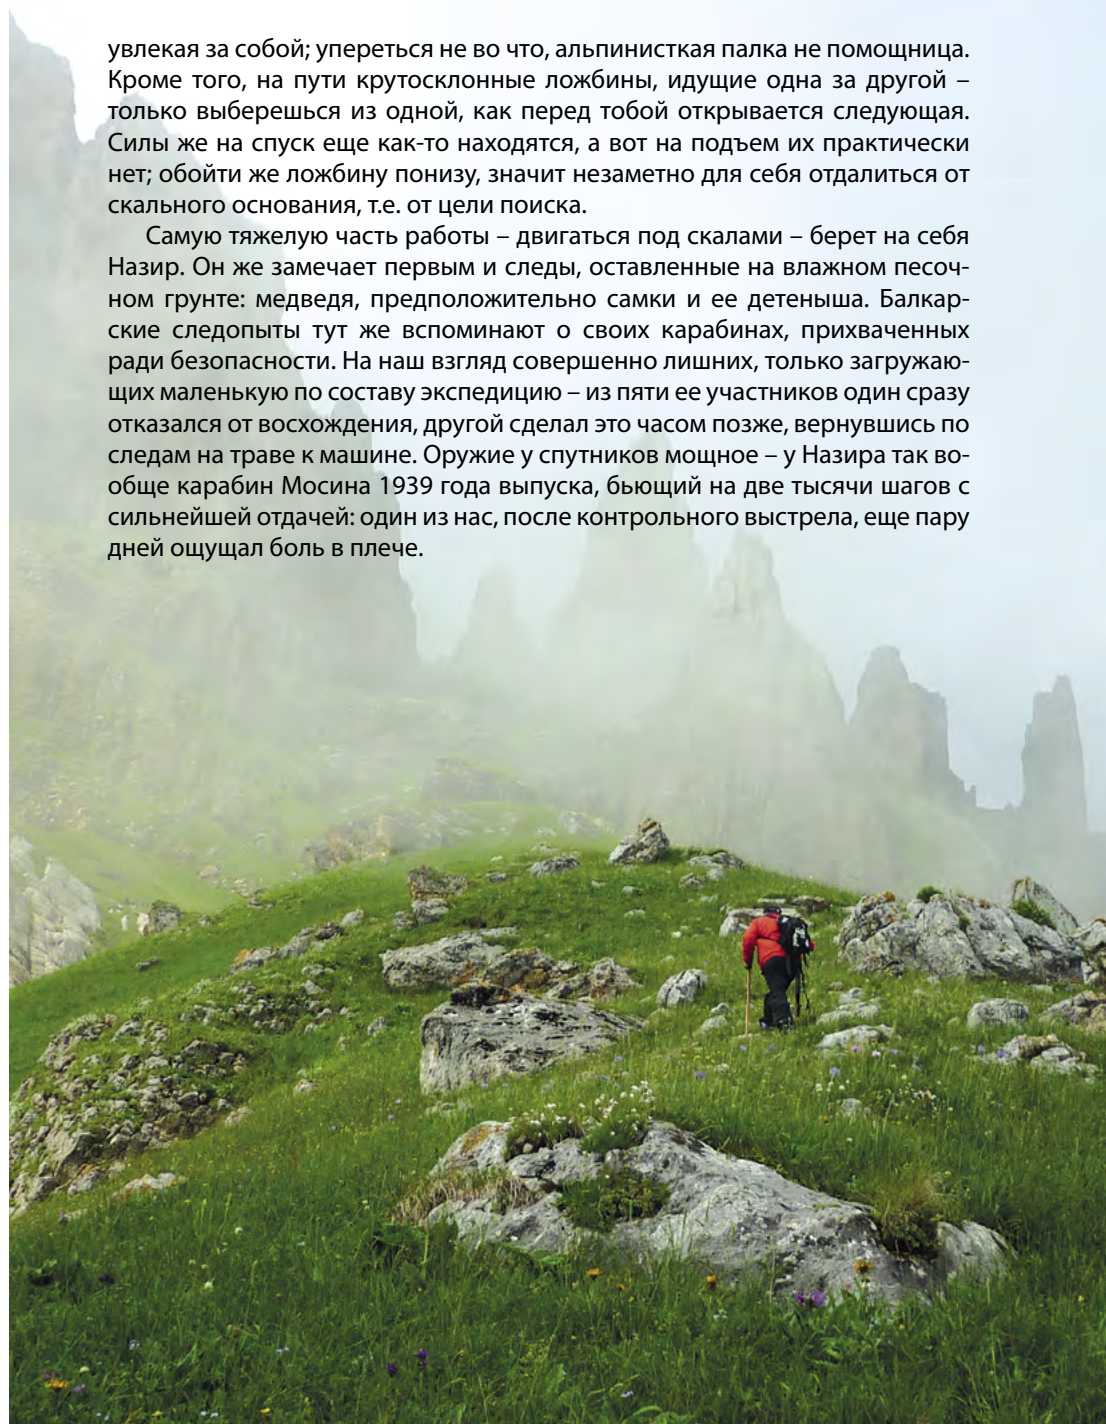 увлекая за собой; упереться не во что, альпинисткая палка не помощница.
Кроме того, на пути крутосклонные ложбины, идущие одна за другой –
только выберешься из одной, как перед тобой открывается следующая.
Силы же на спуск еще как-то находятся, а вот на подъем их практически
нет; обойти же ложбину понизу, значит незаметно для себя отдалиться от
скального основания, т.е. от цели поиска.
Самую тяжелую часть работы – двигаться под скалами – берет на себя
Назир. Он же замечает первым и следы, оставленные на влажном песоч-
ном грунте: медведя, предположительно самки и ее детеныша. Балкар-
ские следопыты тут же вспоминают о своих карабинах, прихваченных
ради безопасности. На наш взгляд совершенно лишних, только загружаю-
щих маленькую по составу экспедицию – из пяти ее участников один сразу
отказался от восхождения, другой сделал это часом позже, вернувшись по
следам на траве к машине. Оружие у спутников мощное – у Назира так во-
обще карабин Мосина 1939 года выпуска, бьющий на две тысячи шагов с
сильнейшей отдачей: один из нас, после контрольного выстрела, еще пару
дней ощущал боль в плече.